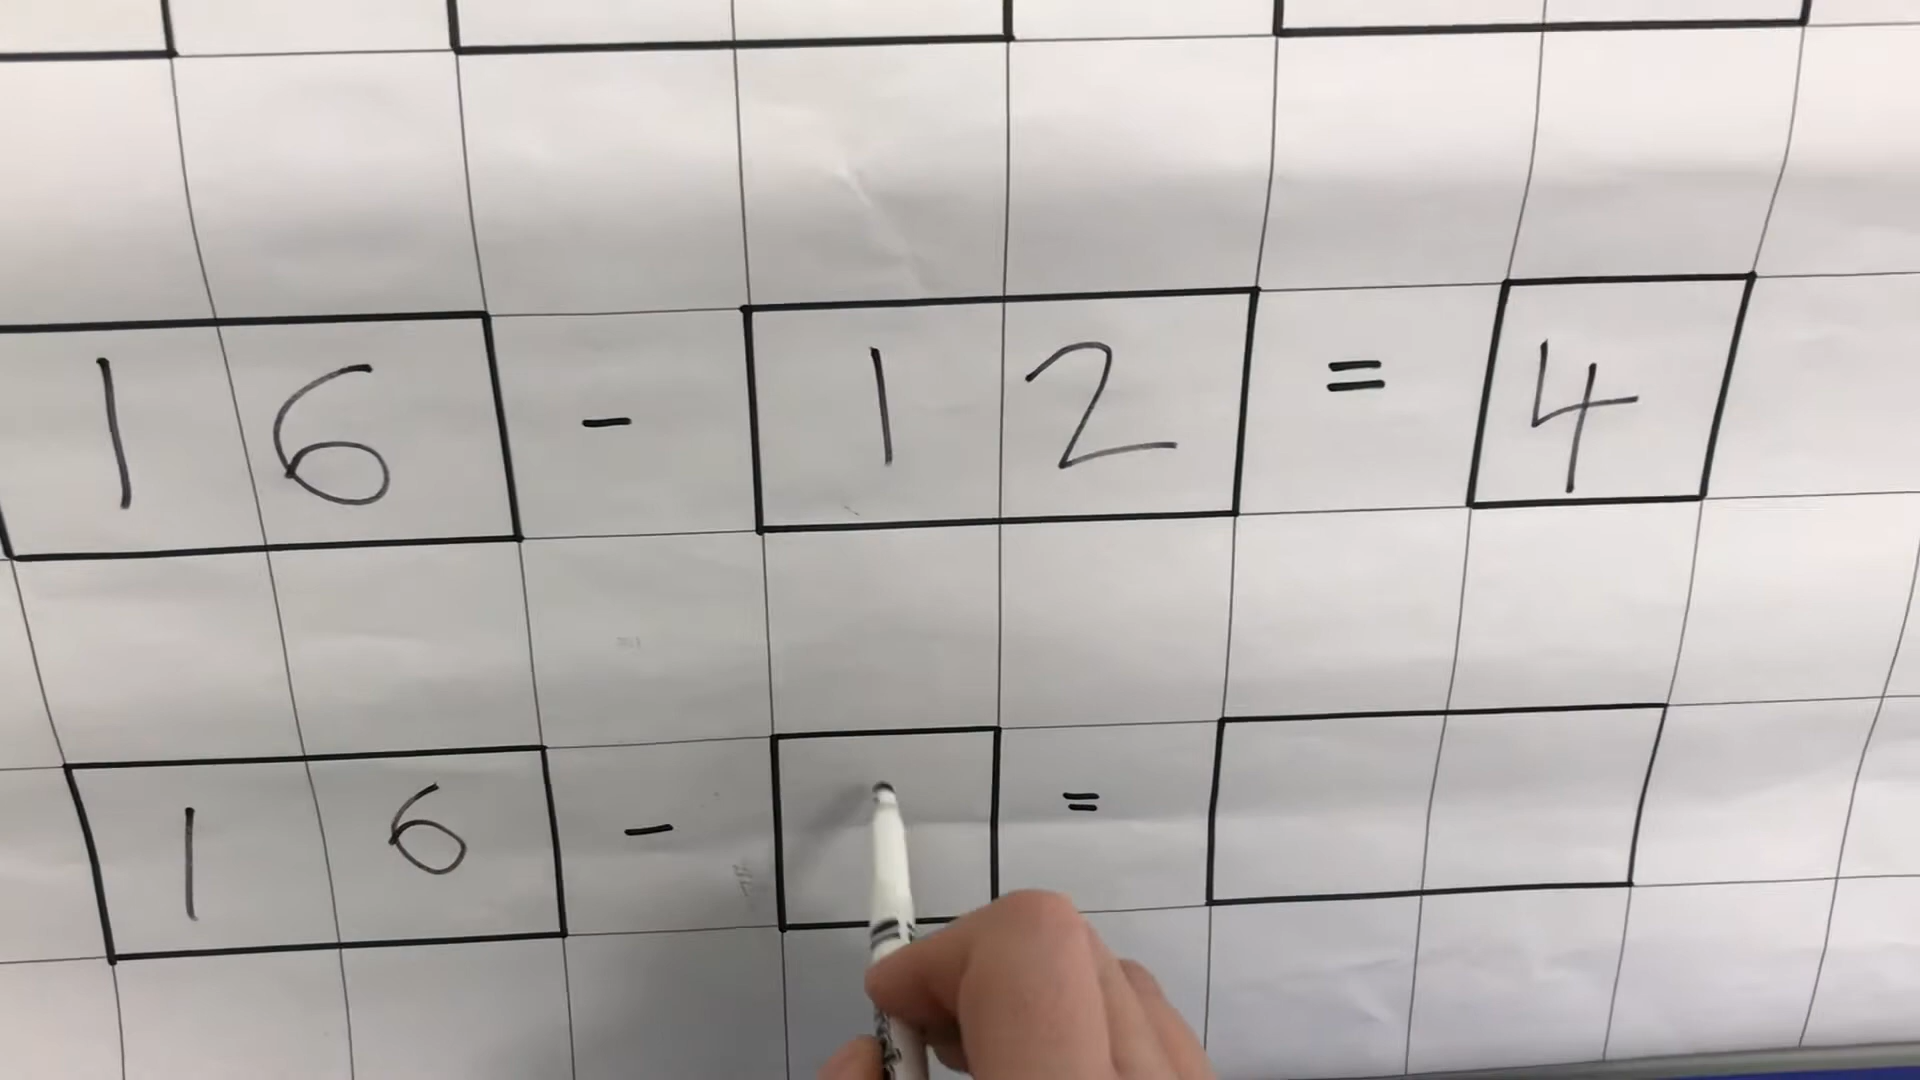 16 - 12 = 4
16 - =